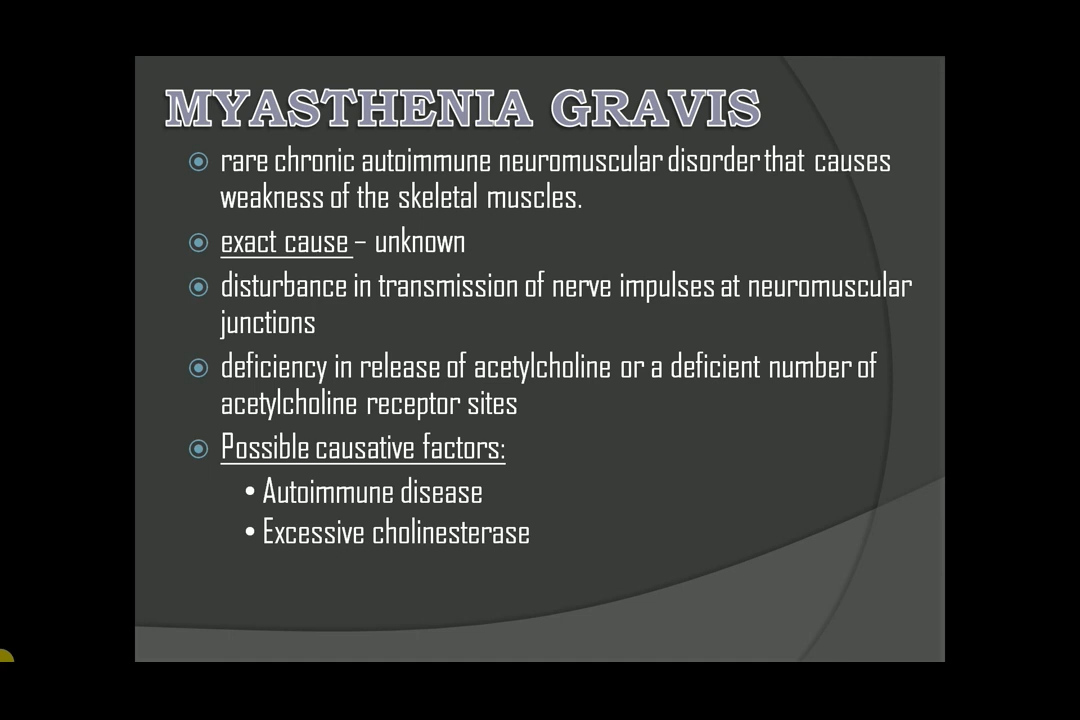 MYASTHENIA GRAVIS
rare chronic autoimmune neuromuscular disorder that causes
weakness of the skeletal muscles.
exact cause – unknown
disturbance in transmission of nerve impulses at neuromuscular
junctions
deficiency in release of acetylcholine or a deficient number of
acetylcholine receptor sites
Possible causative factors:
• Autoimmune disease
• Excessive cholinesterase